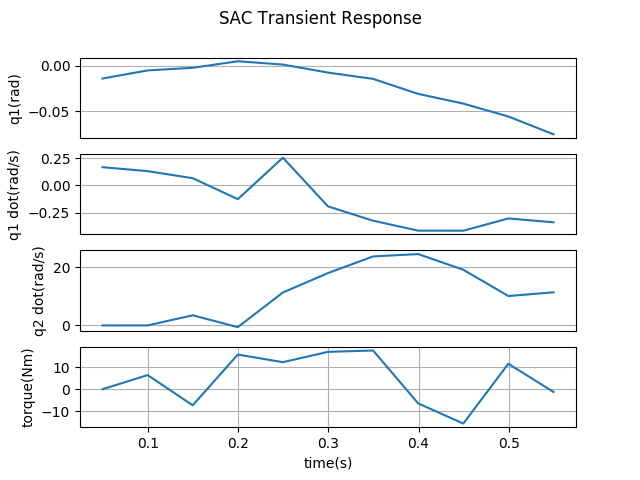 SAC Transient Response
q1(rad)
0.00
−0.05
q1 dot(rad/s)
0.25
0.00
−0.25
q2 dot(rad/s)
20
0
torque(Nm)
10
0
−10
0.1 0.2 0.3 0.4 0.5
time(s)